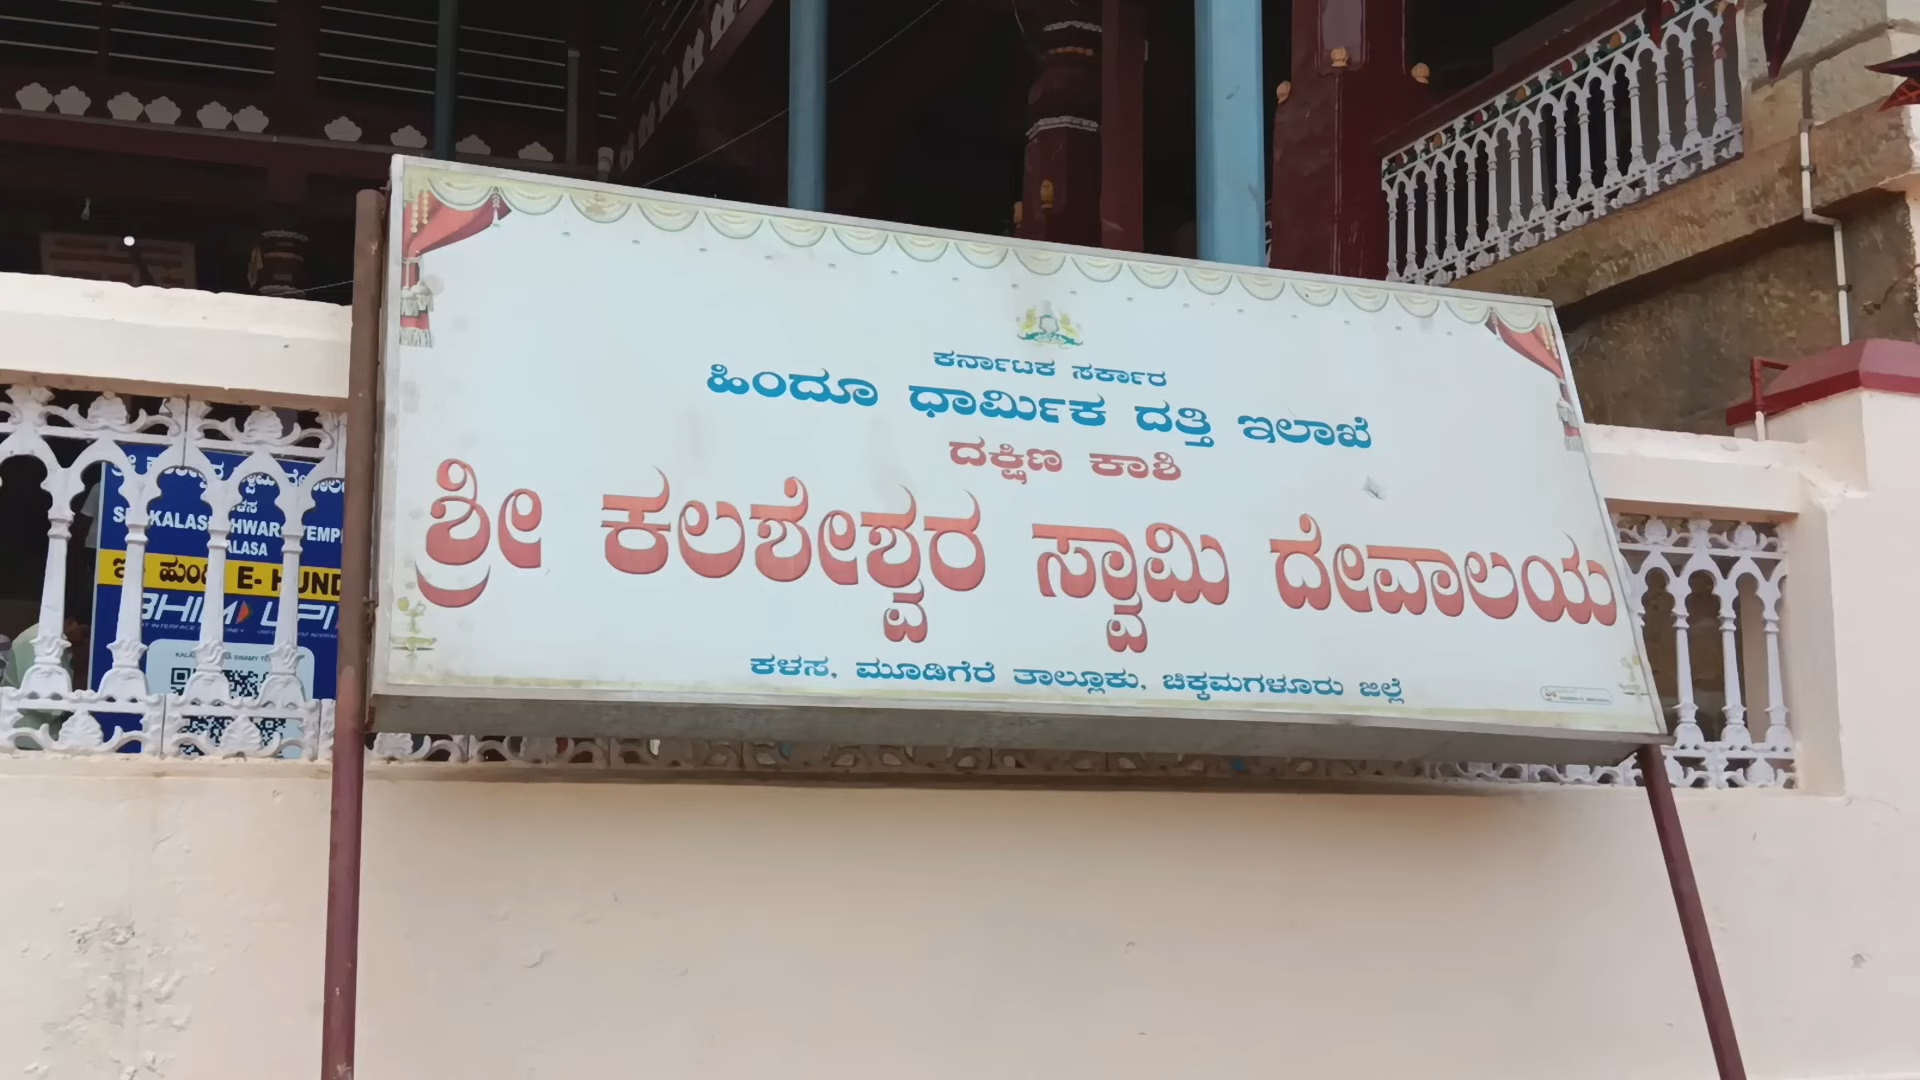 ಕರ್ನಾಟಕ ಸರ್ಕಾರ
ಹಿಂದೂ ಧಾರ್ಮಿಕ ದತ್ತಿ ಇಲಾಖೆ
ದಕ್ಷಿಣ ಕಾಶಿ
ಶ್ರೀ ಕಲಶೇಶ್ವರ ಸ್ವಾಮಿ ದೇವಾಲಯ
ಕಳಸ, ಮೂಡಿಗೆರೆ ತಾಲ್ಲೂಕು, ಚಿಕ್ಕಮಗಳೂರು ಜಿಲ್ಲೆ
ಶ್ರೀ
E- HUND
BHIM UPI